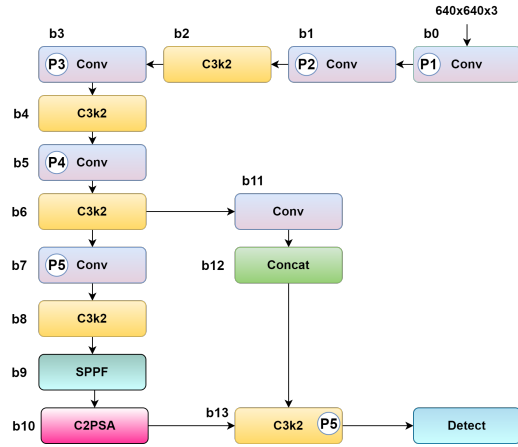 640x640x3
b3 b2 b1 b0
P3 Conv C3k2 P2 Conv P1 Conv
b4 C3k2
b5 P4 Conv
b11
b6 C3k2 Conv
b7 P5 Conv b12 Concat
b8 C3k2
b9 SPPF
b13
b10 C2PSA C3k2 P5 Detect